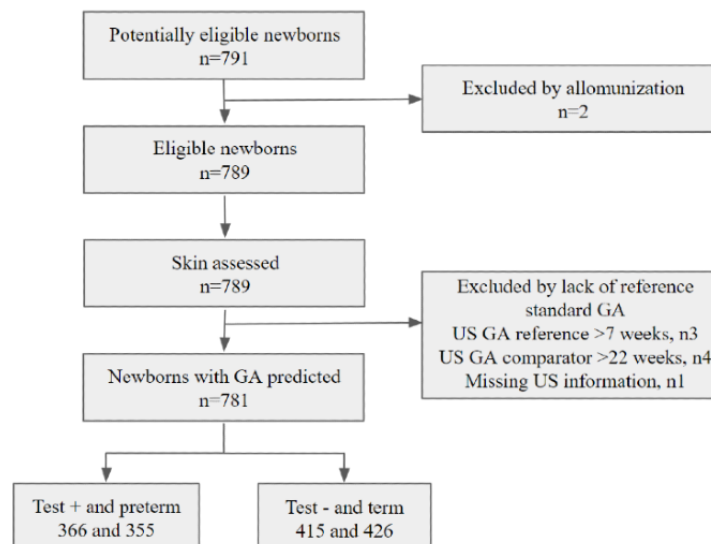 Potentially eligible newborns
n=791
Excluded by allomunization
n=2
Eligible newborns
n=789
Skin assessed
n=789
Excluded by lack of reference
standard GA
US GA reference >7 weeks, n3
US GA comparator >22 weeks, n4
Missing US information, n1
Newborns with GA predicted
n=781
Test + and preterm
366 and 355
Test - and term
415 and 426